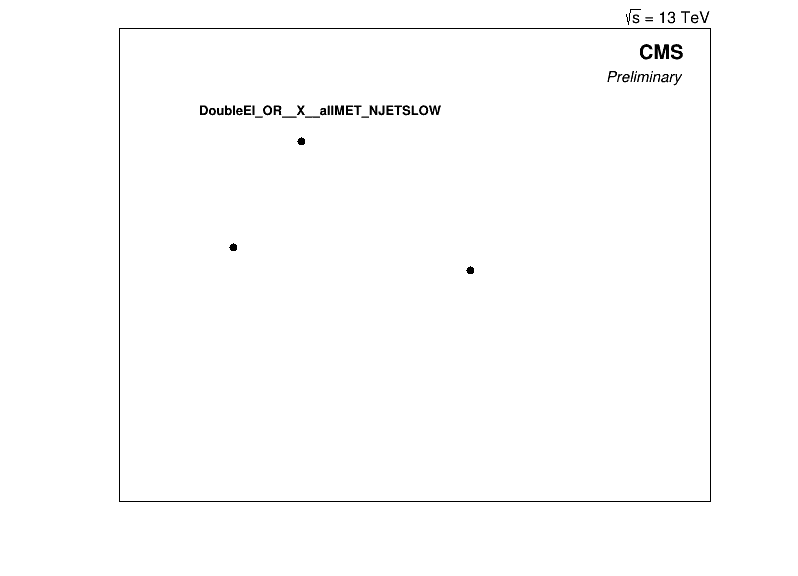 √s = 13 TeV
CMS
Preliminary
DoubleEl_OR__X__allMET_NJETSLOW